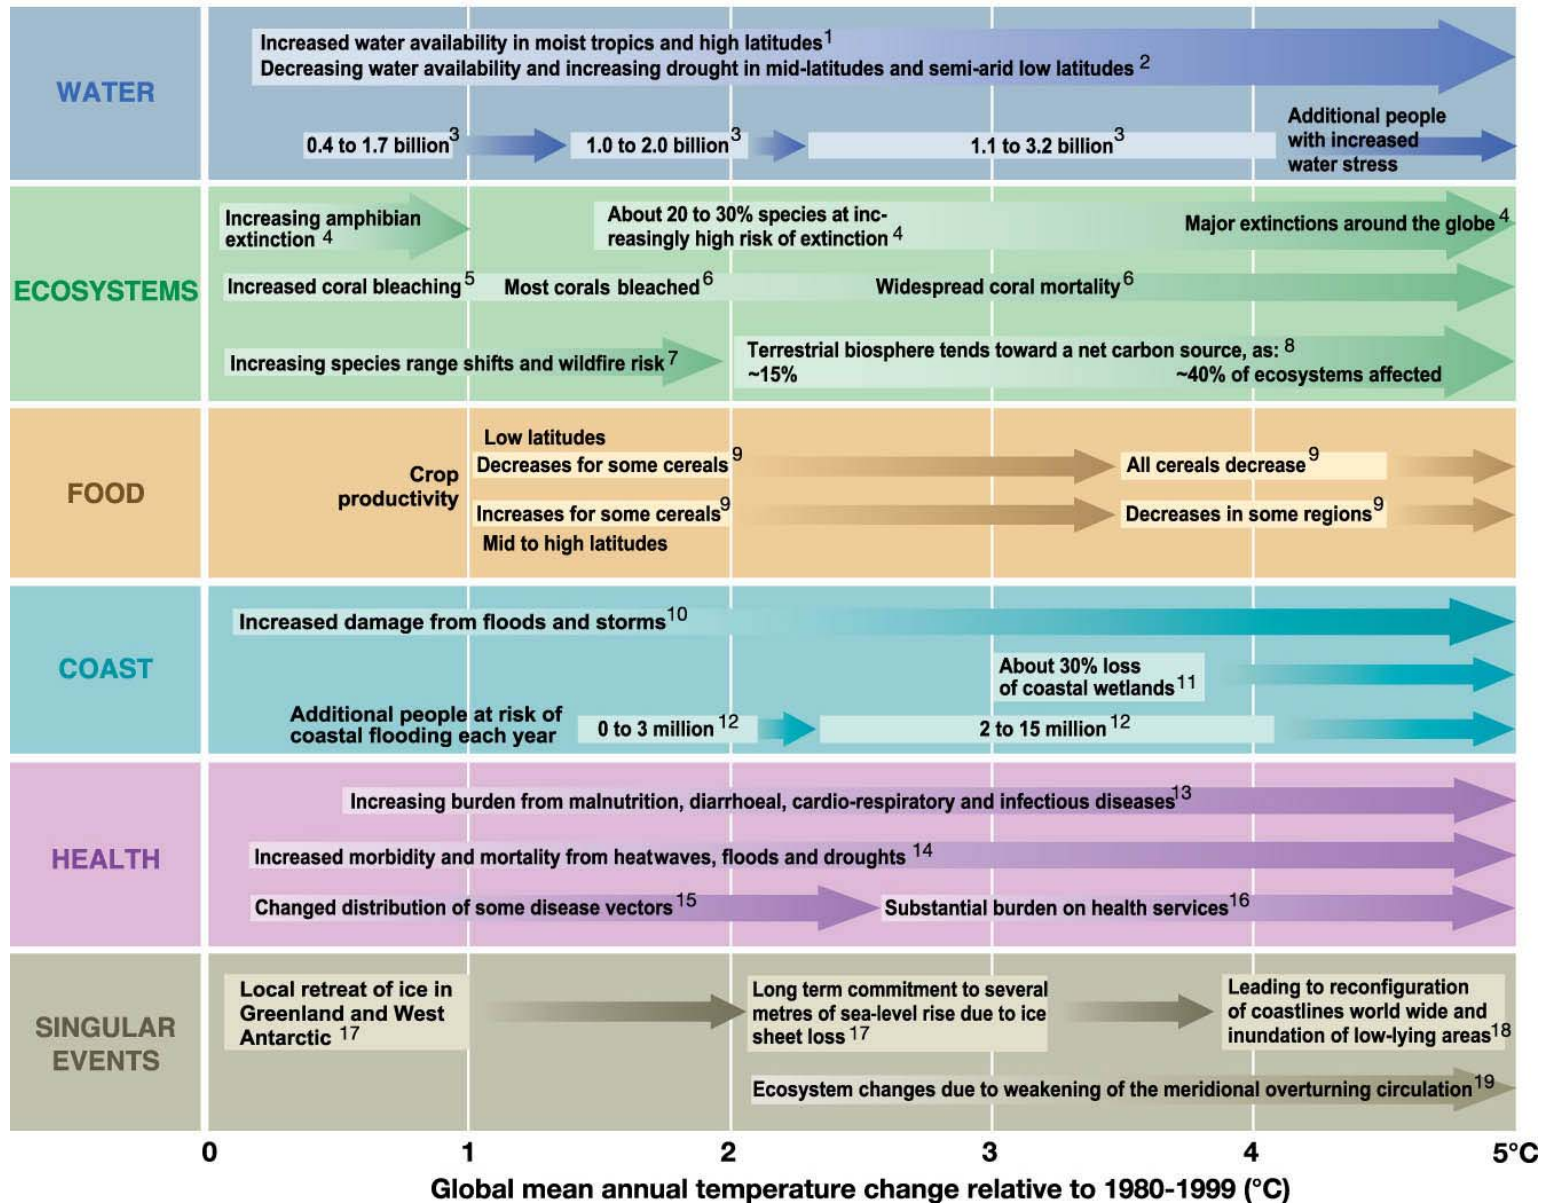 WATER
Increased water availability in moist tropics and high latitudes1
Decreasing water availability and increasing drought in mid-latitudes and semi-arid low latitudes 2
0.4 to 1.7 billion3
1.0 to 2.0 billion3
1.1 to 3.2 billion3
Additional people
with increased
water stress
ECOSYSTEMS
Increasing amphibian
extinction 4
About 20 to 30% species at inc-
reasingly high risk of extinction 4
Major extinctions around the globe 4
Increased coral bleaching5
Most corals bleached6
Widespread coral mortality6
Increasing species range shifts and wildfire risk7
Terrestrial biosphere tends toward a net carbon source, as: 8
~15%
~40% of ecosystems affected
FOOD
Crop
productivity
Low latitudes
Decreases for some cereals9
All cereals decrease9
Increases for some cereals9
Mid to high latitudes
Decreases in some regions9
COAST
Increased damage from floods and storms10
About 30% loss
of coastal wetlands11
Additional people at risk of
coastal flooding each year
0 to 3 million 12
2 to 15 million 12
HEALTH
Increasing burden from malnutrition, diarrhoeal, cardio-respiratory and infectious diseases13
Increased morbidity and mortality from heatwaves, floods and droughts 14
Changed distribution of some disease vectors15
Substantial burden on health services16
SINGULAR
EVENTS
Local retreat of ice in
Greenland and West
Antarctic 17
Long term commitment to several
metres of sea-level rise due to ice
sheet loss 17
Leading to reconfiguration
of coastlines world wide and
inundation of low-lying areas18
Ecosystem changes due to weakening of the meridional overturning circulation19
0 1 2 3 4 5°C
Global mean annual temperature change relative to 1980-1999 (°C)